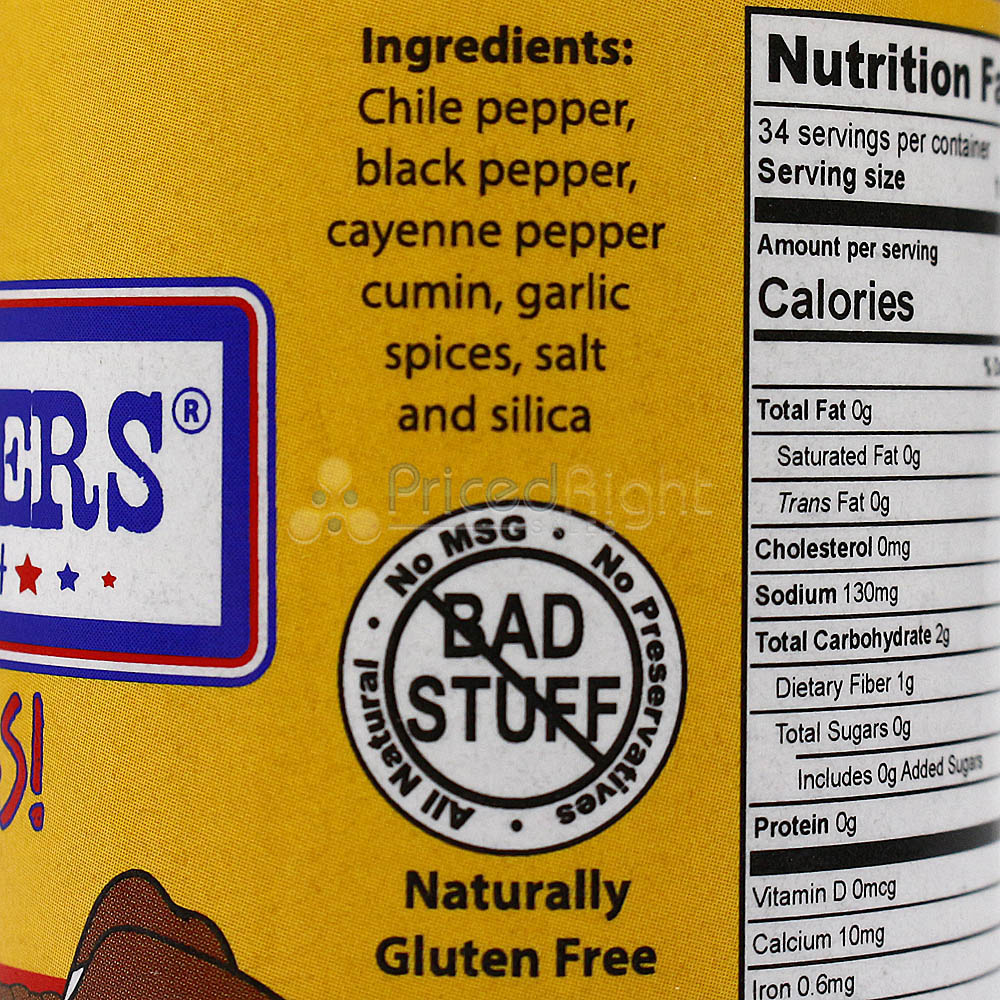 Ingredients:
Chile pepper,
black pepper,
cayenne pepper
cumin, garlic
spices, salt
and silica
ERS®
S!
PricedRight
No MSG • No Preservatives • All Natural •
BAD
STUFF
Naturally
Gluten Free
Nutrition Fa
34 servings per container
Serving size
Amount per serving
Calories
Total Fat 0g
Saturated Fat 0g
Trans Fat 0g
Cholesterol 0mg
Sodium 130mg
Total Carbohydrate 2g
Dietary Fiber 1g
Total Sugars 0g
Includes 0g Added Sugars
Protein 0g
Vitamin D 0mcg
Calcium 10mg
Iron 0.6mg